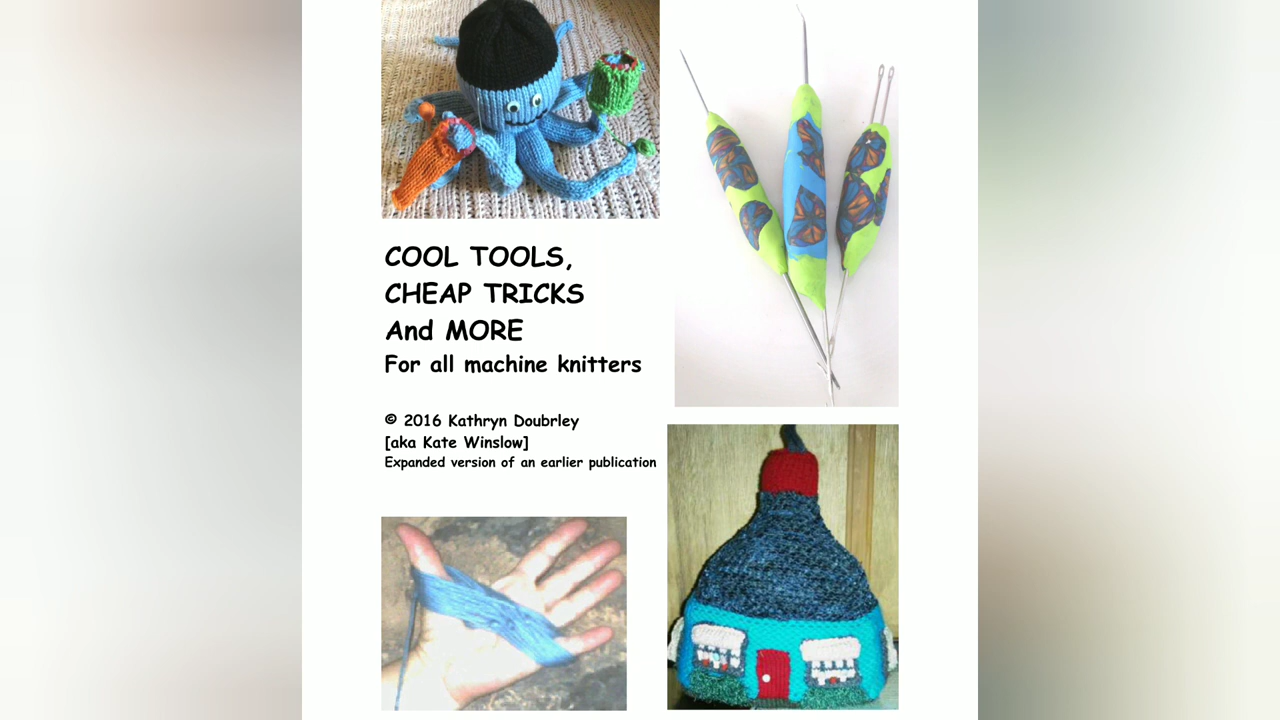 COOL TOOLS,
CHEAP TRICKS
And MORE
For all machine knitters
© 2016 Kathryn Doubrley
[aka Kate Winslow]
Expanded version of an earlier publication